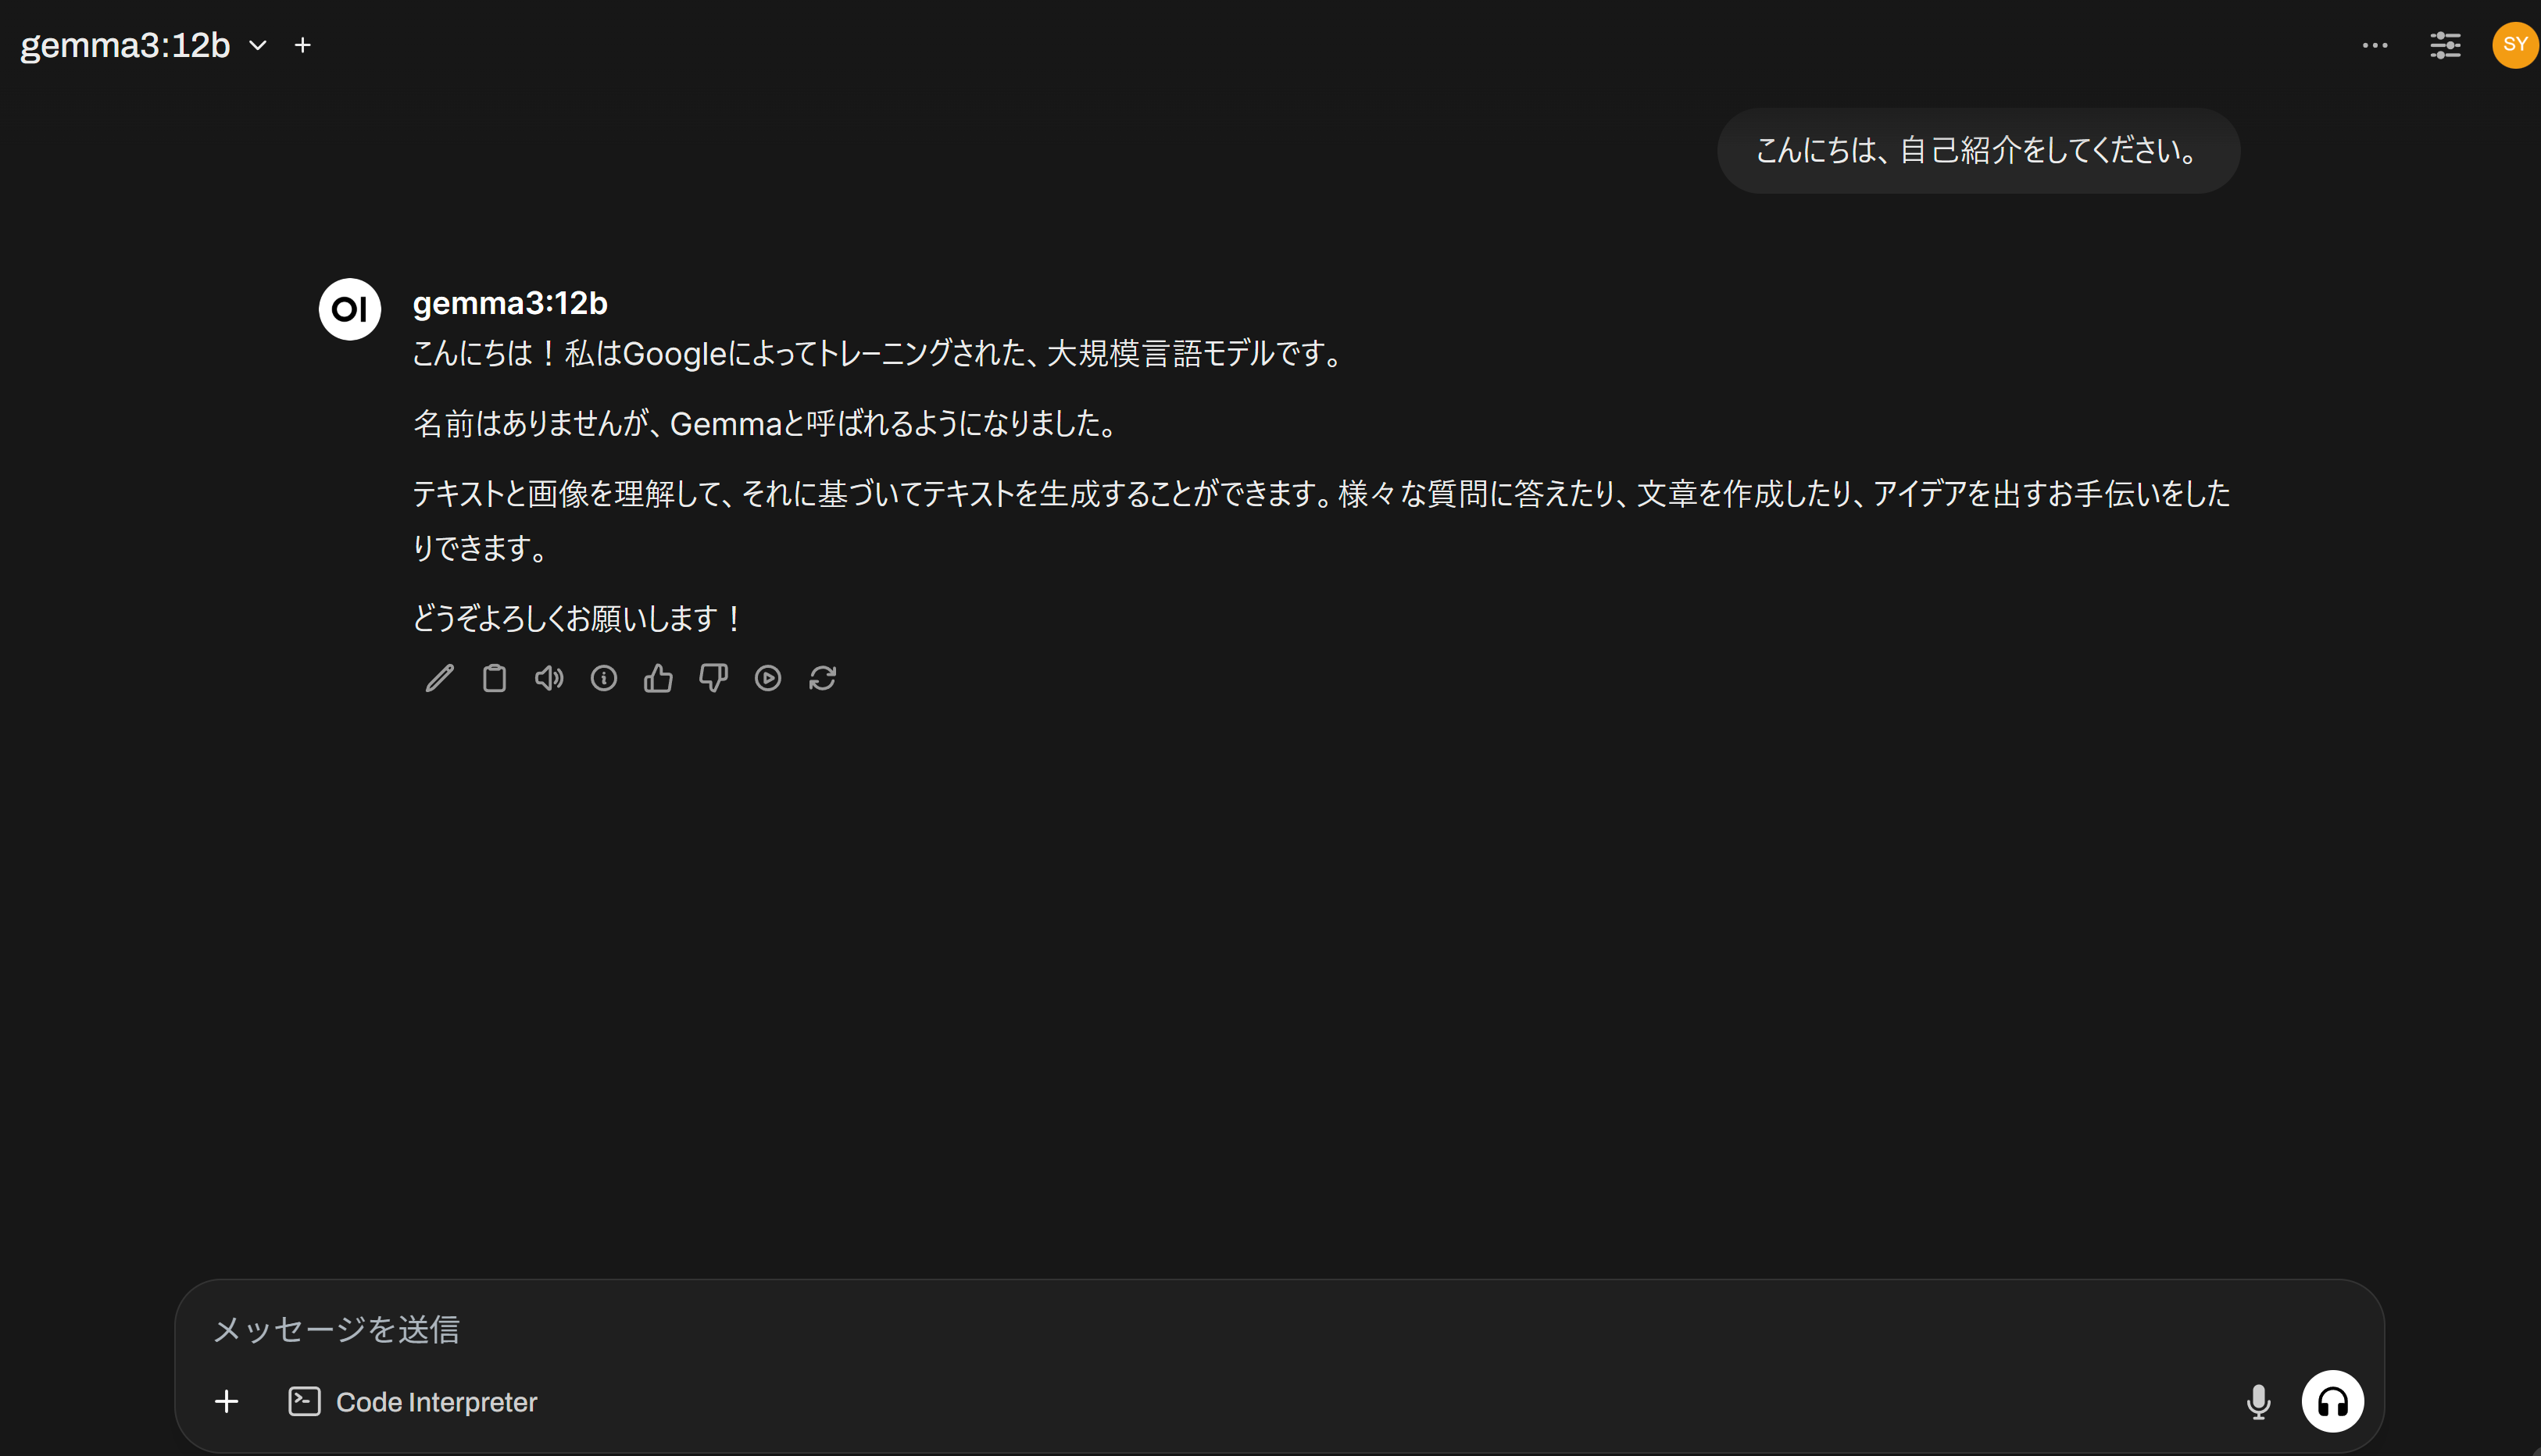 gemma3:12b
SY
こんにちは、自己紹介をしてください。
OI
gemma3:12b
こんにちは！私はGoogleによってトレーニングされた、大規模言語モデルです。
名前はありませんが、Gemmaと呼ばれるようになりました。
テキストと画像を理解して、それに基づいてテキストを生成することができます。様々な質問に答えたり、文章を作成したり、アイデアを出すお手伝いをした
りできます。
どうぞよろしくお願いします！
メッセージを送信
Code Interpreter